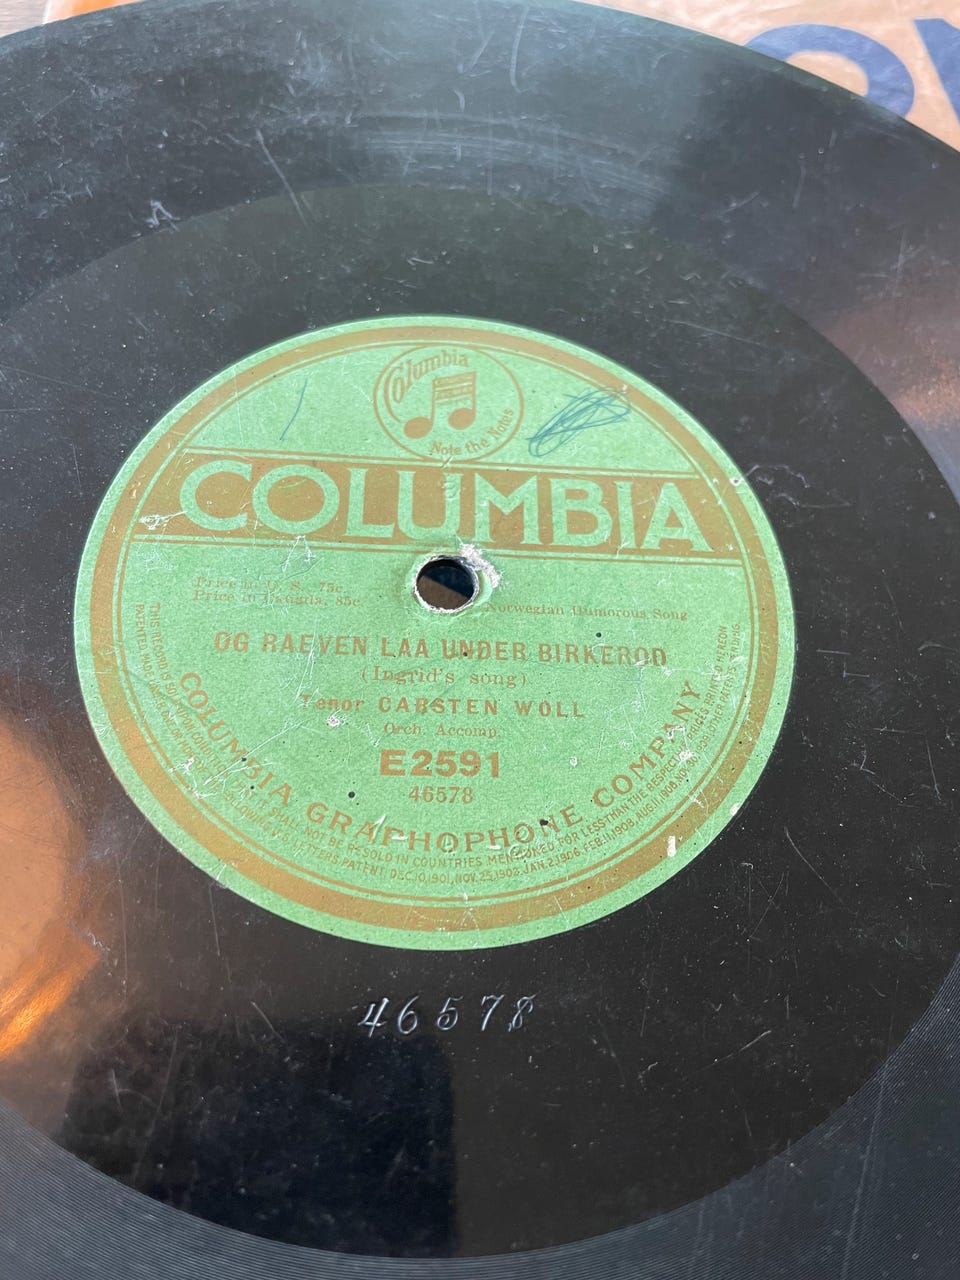 Columbia
Note the Notes
COLUMBIA
Price in U. S. 75c
Price in Canada, 85c
Norwegian Humorous Song
OG RAEVEN LAA UNDER BIRKEROD
(Ingrid's song)
Tenor CARSTEN WOLL
Orch. Accomp.
E2591
46578
COLUMBIA GRAPHOPHONE COMPANY
46578